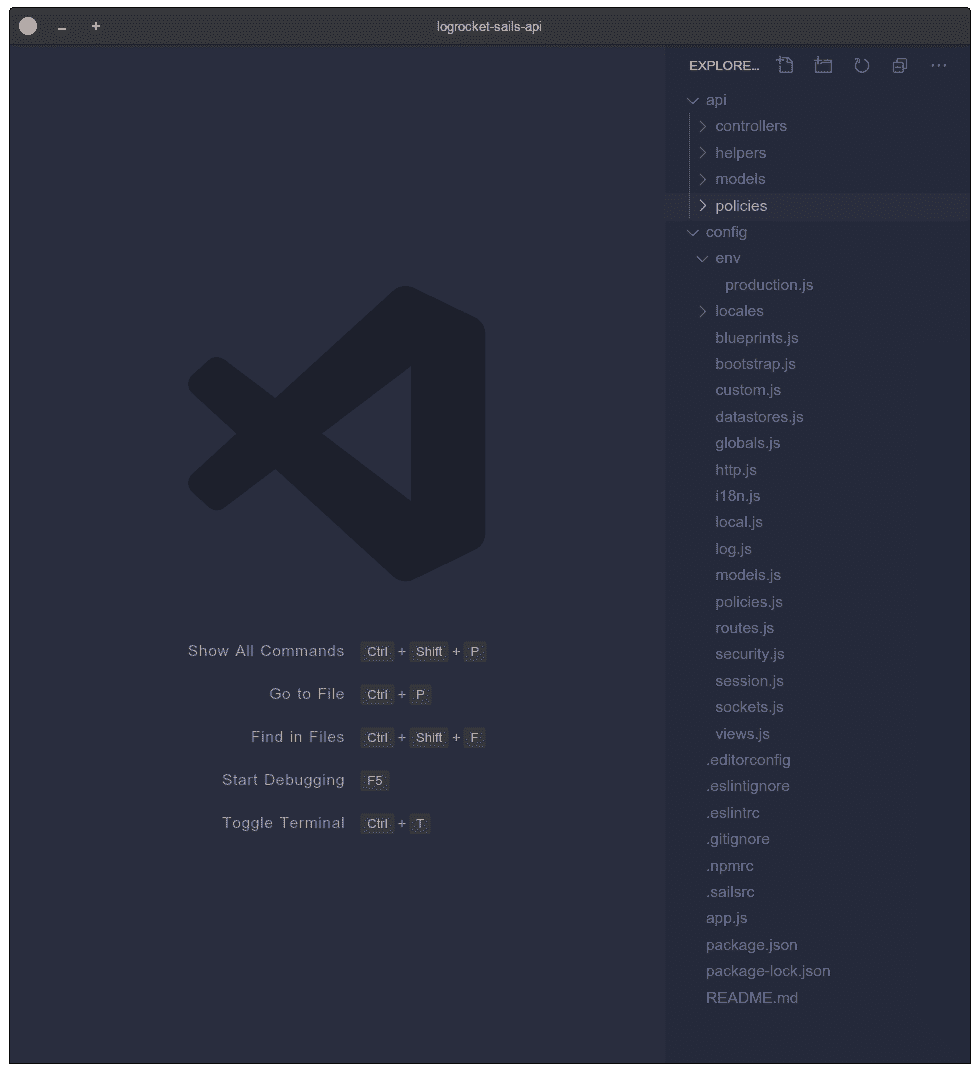 logrocket-sails-api
EXPLORE...
api
controllers
helpers
models
policies
config
env
production.js
locales
blueprints.js
bootstrap.js
custom.js
datastores.js
globals.js
http.js
i18n.js
local.js
log.js
models.js
policies.js
routes.js
security.js
session.js
sockets.js
views.js
.editorconfig
.eslintignore
.eslintrc
.gitignore
.npmrc
.sailsrc
app.js
package.json
package-lock.json
README.md
Show All Commands Ctrl + Shift + P
Go to File Ctrl + P
Find in Files Ctrl + Shift + F
Start Debugging F5
Toggle Terminal Ctrl + T